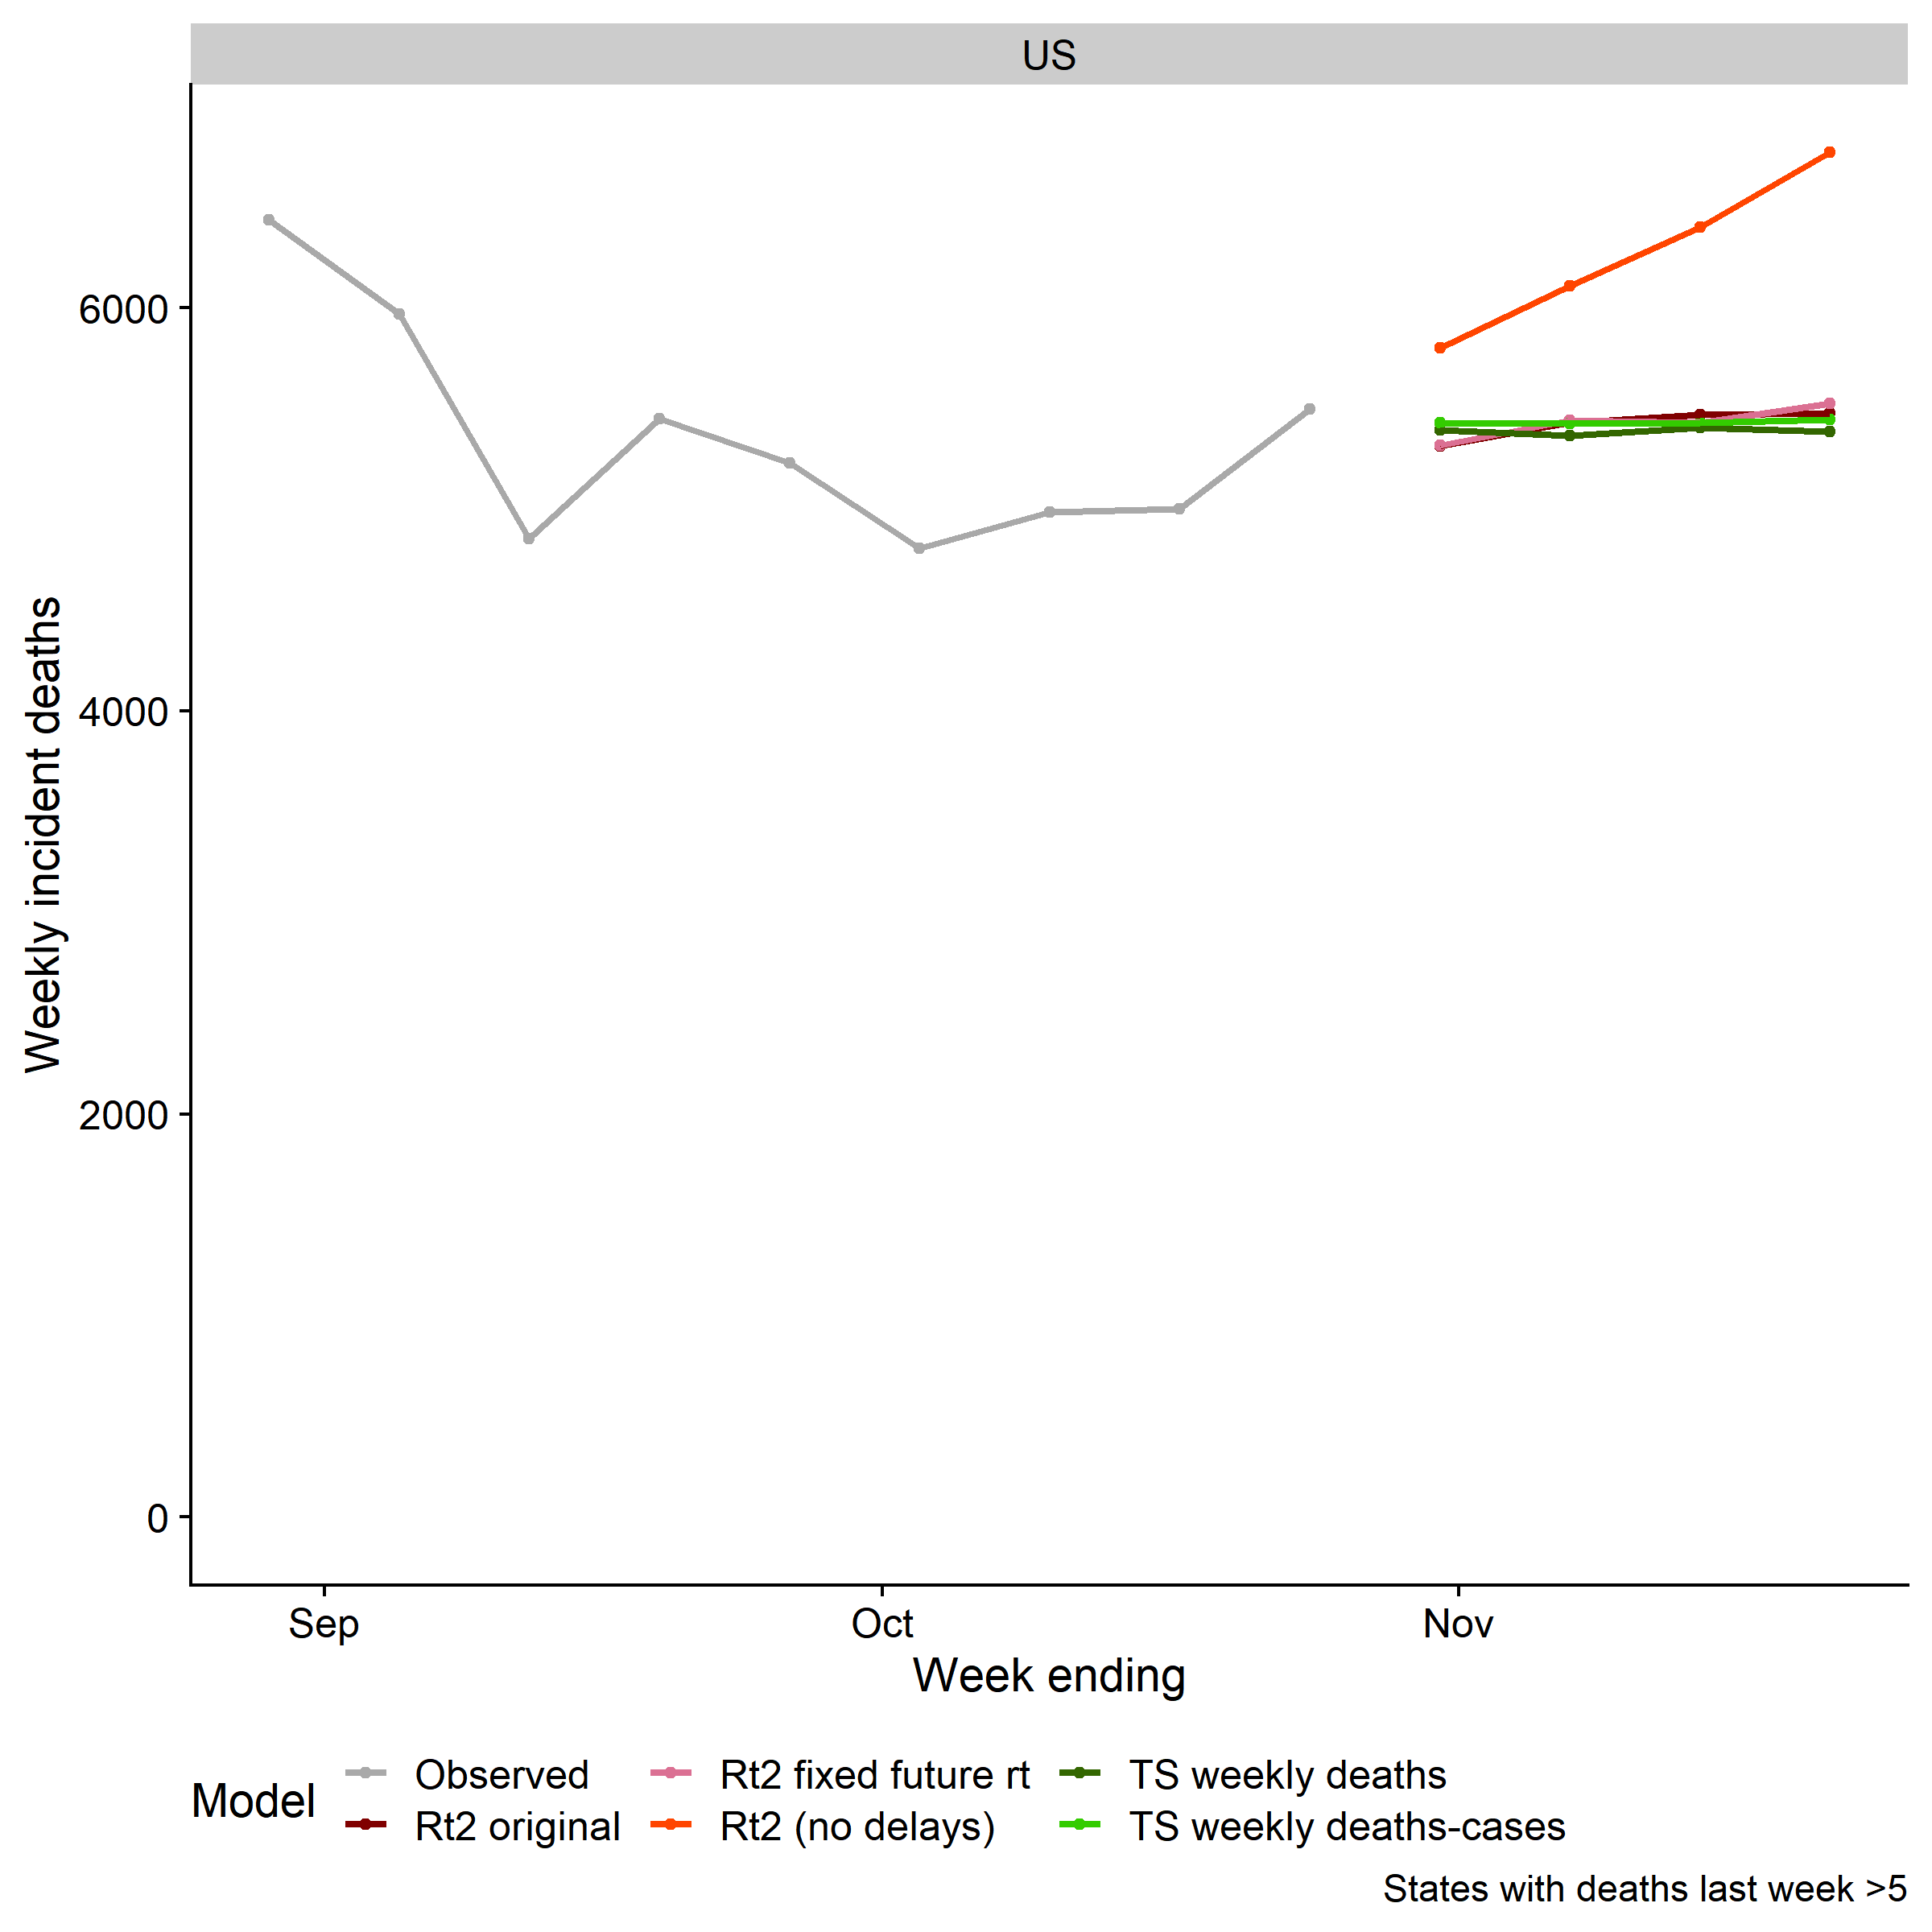 US
6000
4000
2000
0
Weekly incident deaths
Sep Oct Nov
Week ending
Model
Observed Rt2 fixed future rt TS weekly deaths
Rt2 original Rt2 (no delays) TS weekly deaths-cases
States with deaths last week >5